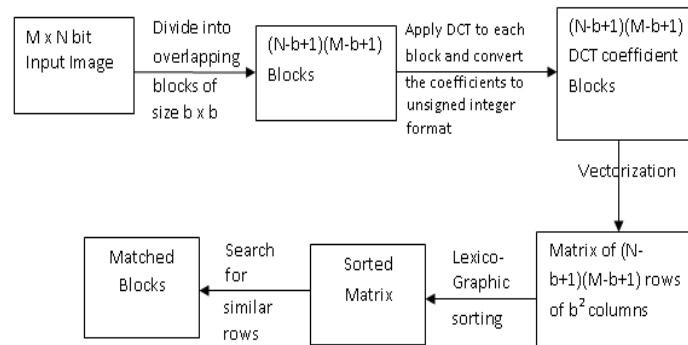 M x N bit
Input Image
Divide into
overlapping
blocks of
size b x b
(N-b+1)(M-b+1)
Blocks
Apply DCT to each
block and convert
the coefficients to
unsigned integer
format
(N-b+1)(M-b+1)
DCT coefficient
Blocks
Vectorization
Matrix of (N-
b+1)(M-b+1) rows
of b² columns
Lexico-
Graphic
sorting
Sorted
Matrix
Search
for
similar
rows
Matched
Blocks